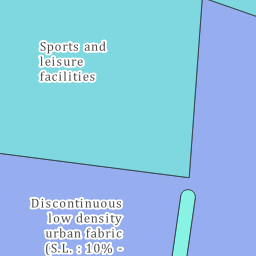 Sports and
leisure
facilities
Discontinuous
low density
urban fabric
(S.L. : 10% -